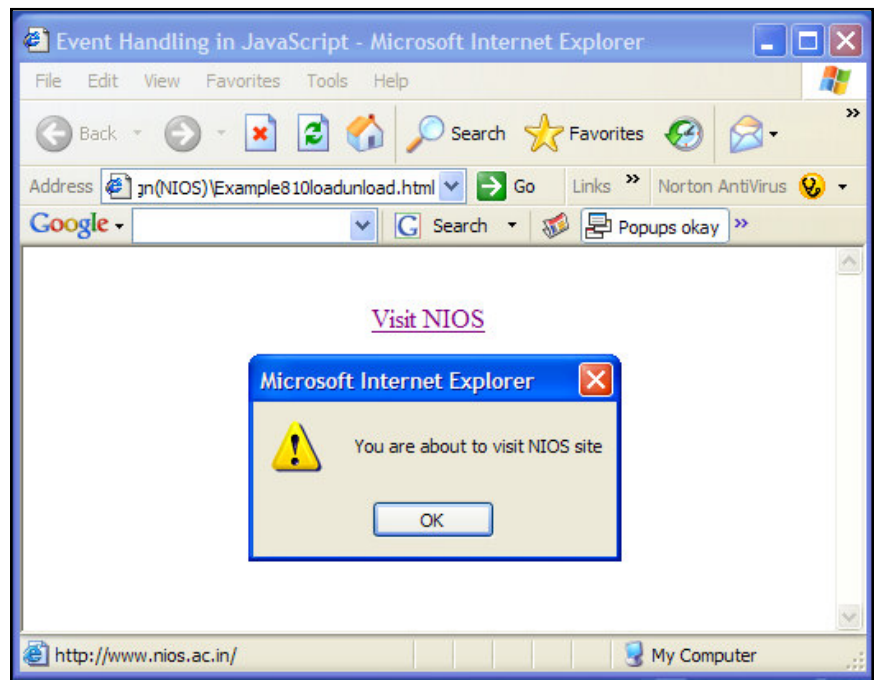 Event Handling in JavaScript - Microsoft Internet Explorer
File Edit View Favorites Tools Help
Back Search Favorites
Address gn(NIOS)\Example810loadunload.html Go Links » Norton AntiVirus
Google Search Popups okay »
Visit NIOS
Microsoft Internet Explorer
You are about to visit NIOS site
OK
http://www.nios.ac.in/ My Computer